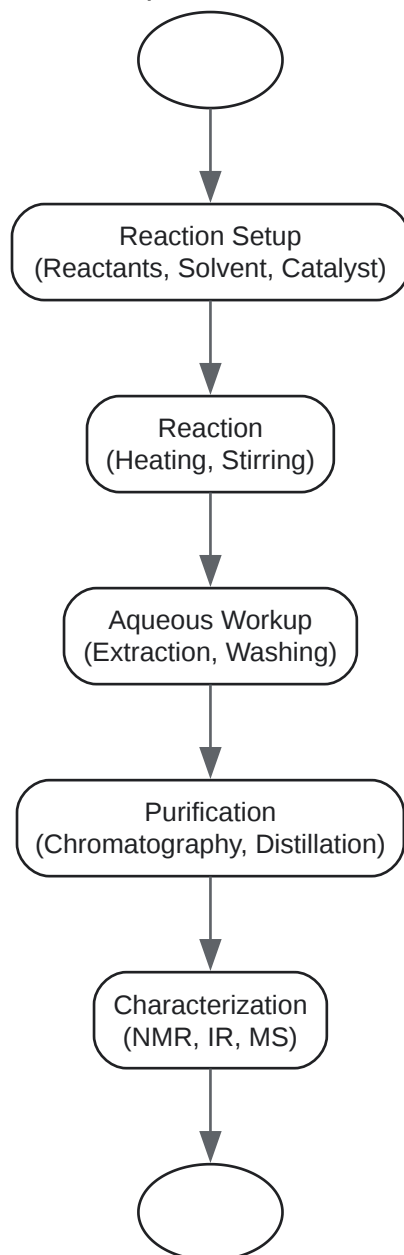 Reaction Setup
(Reactants, Solvent, Catalyst)
Reaction
(Heating, Stirring)
Aqueous Workup
(Extraction, Washing)
Purification
(Chromatography, Distillation)
Characterization
(NMR, IR, MS)